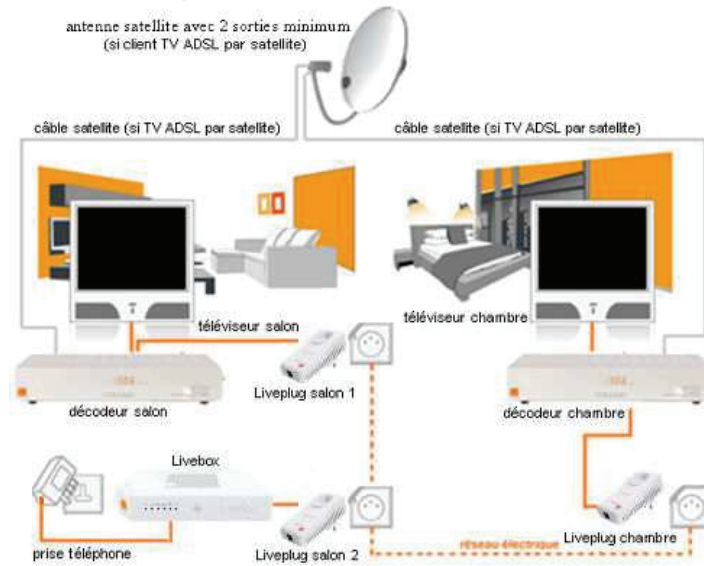 antenne satellite avec 2 sorties minimum
(si client TV ADSL par satellite)
câble satellite (si TV ADSL par satellite)
câble satellite (si TV ADSL par satellite)
téléviseur salon
téléviseur chambre
Liveplug salon 1
décodeur salon
décodeur chambre
Livebox
prise téléphone
Liveplug salon 2
réseau électrique
Liveplug chambre